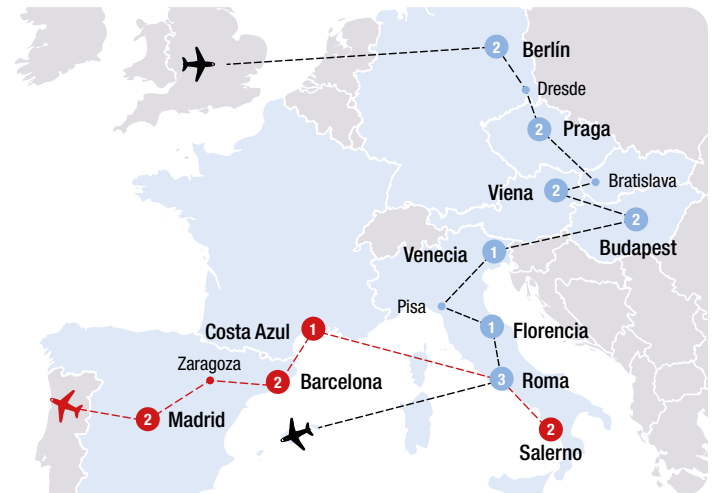 2 Berlín
Dresde
2 Praga
Bratislava
Viena 2
2
Budapest
Venecia 1
Pisa
1 Florencia
Costa Azul 1
Zaragoza
2 Barcelona
3 Roma
2 Madrid
2
Salerno